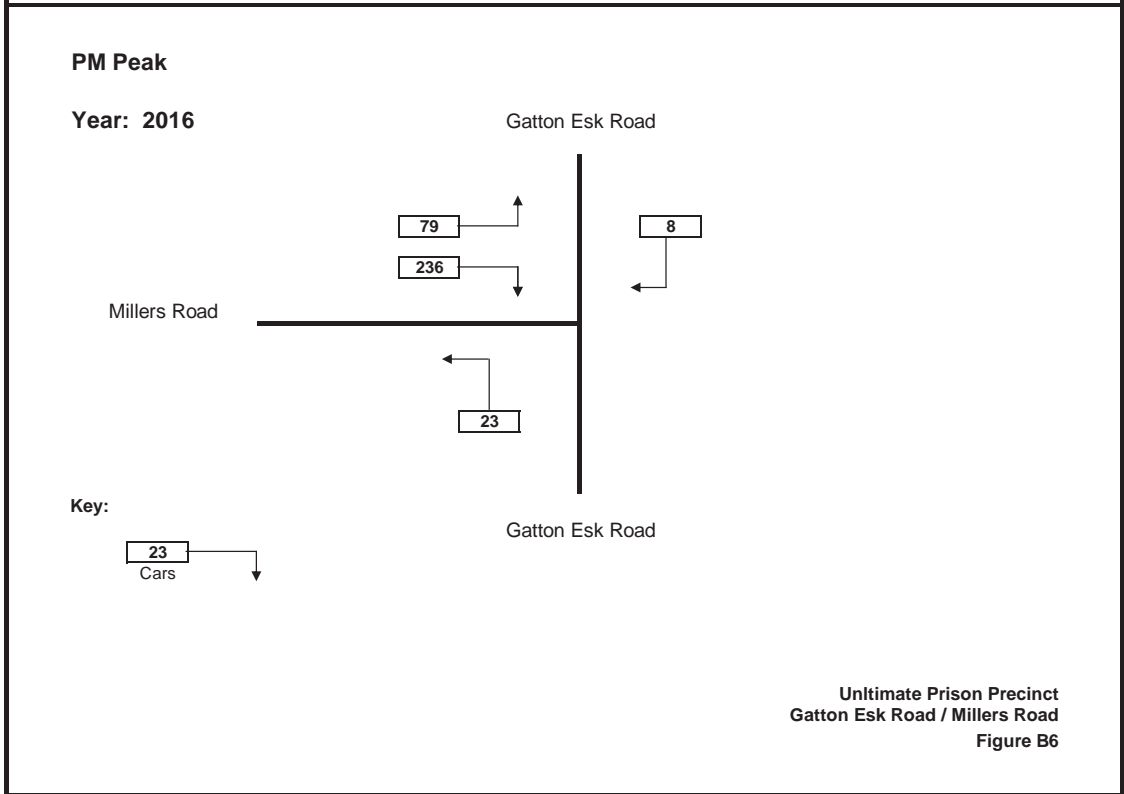 PM Peak
Year: 2016
Gatton Esk Road
79
8
236
Millers Road
23
Key:
Gatton Esk Road
23
Cars
Unltimate Prison Precinct
Gatton Esk Road / Millers Road
Figure B6